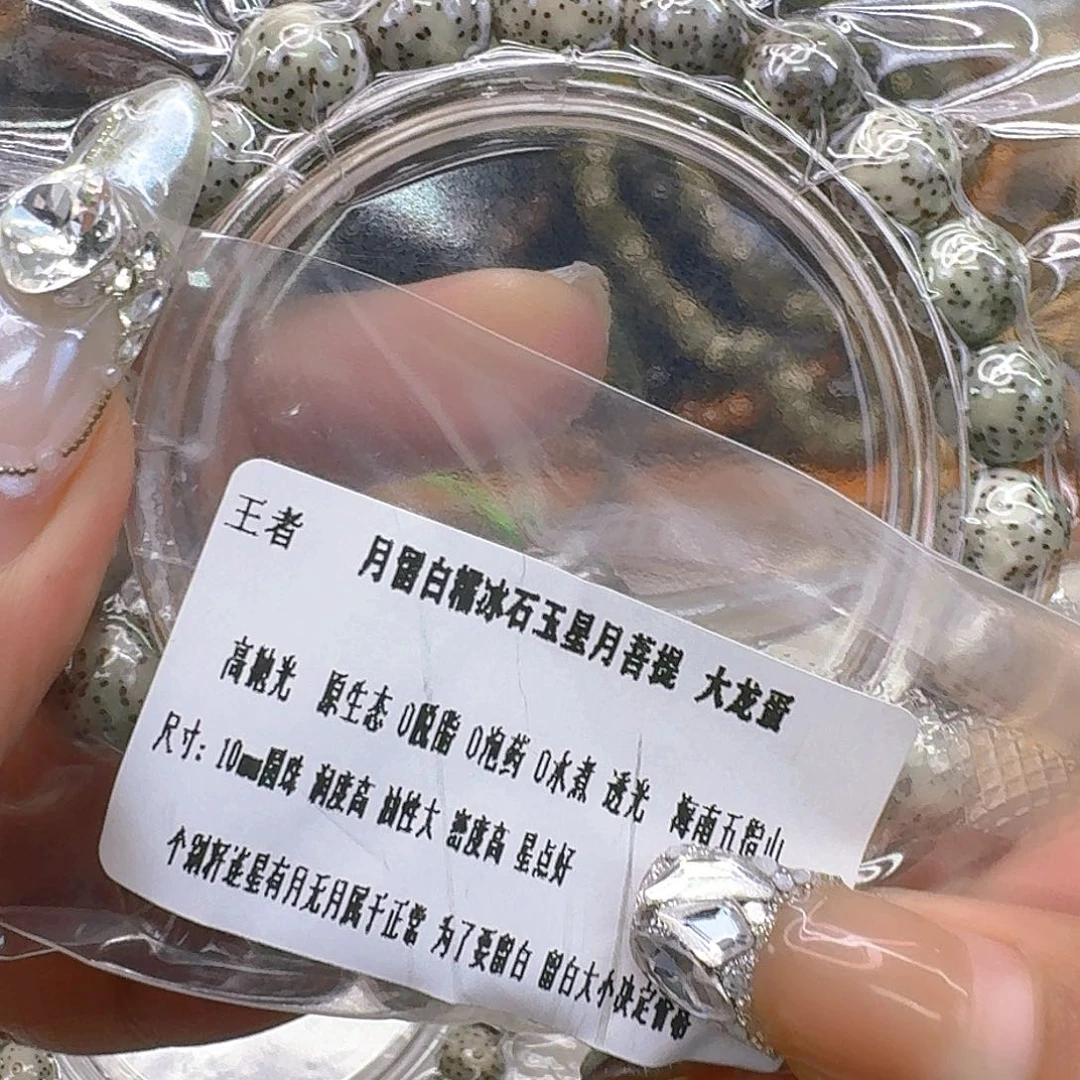 王者 月留白糯冰石玉星月菩提 大龙蛋
高抛光 原生态 0脱脂 0泡药 0水煮 透光 海南五指山
尺寸: 10mm圆珠 润度高 油性大 密度高 星点好
个别籽连星有月无月属于正常 为了要留白 留白大小决定价格